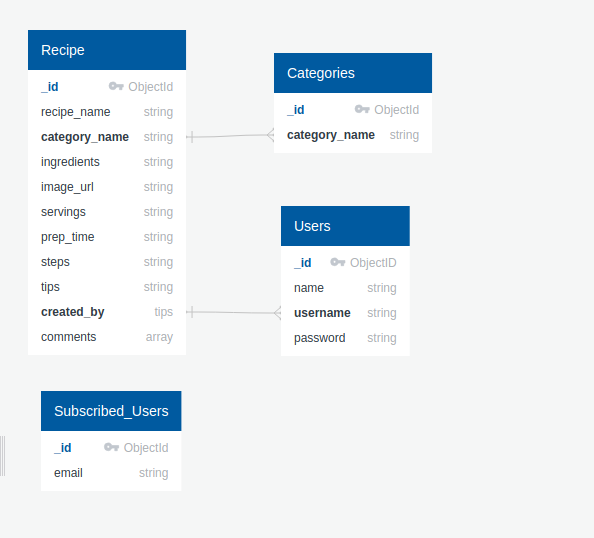 Recipe
_id ObjectId
recipe_name string
category_name string
ingredients string
image_url string
servings string
prep_time string
steps string
tips string
created_by tips
comments array
Categories
_id ObjectId
category_name string
Users
_id ObjectID
name string
username string
password string
Subscribed_Users
_id ObjectId
email string